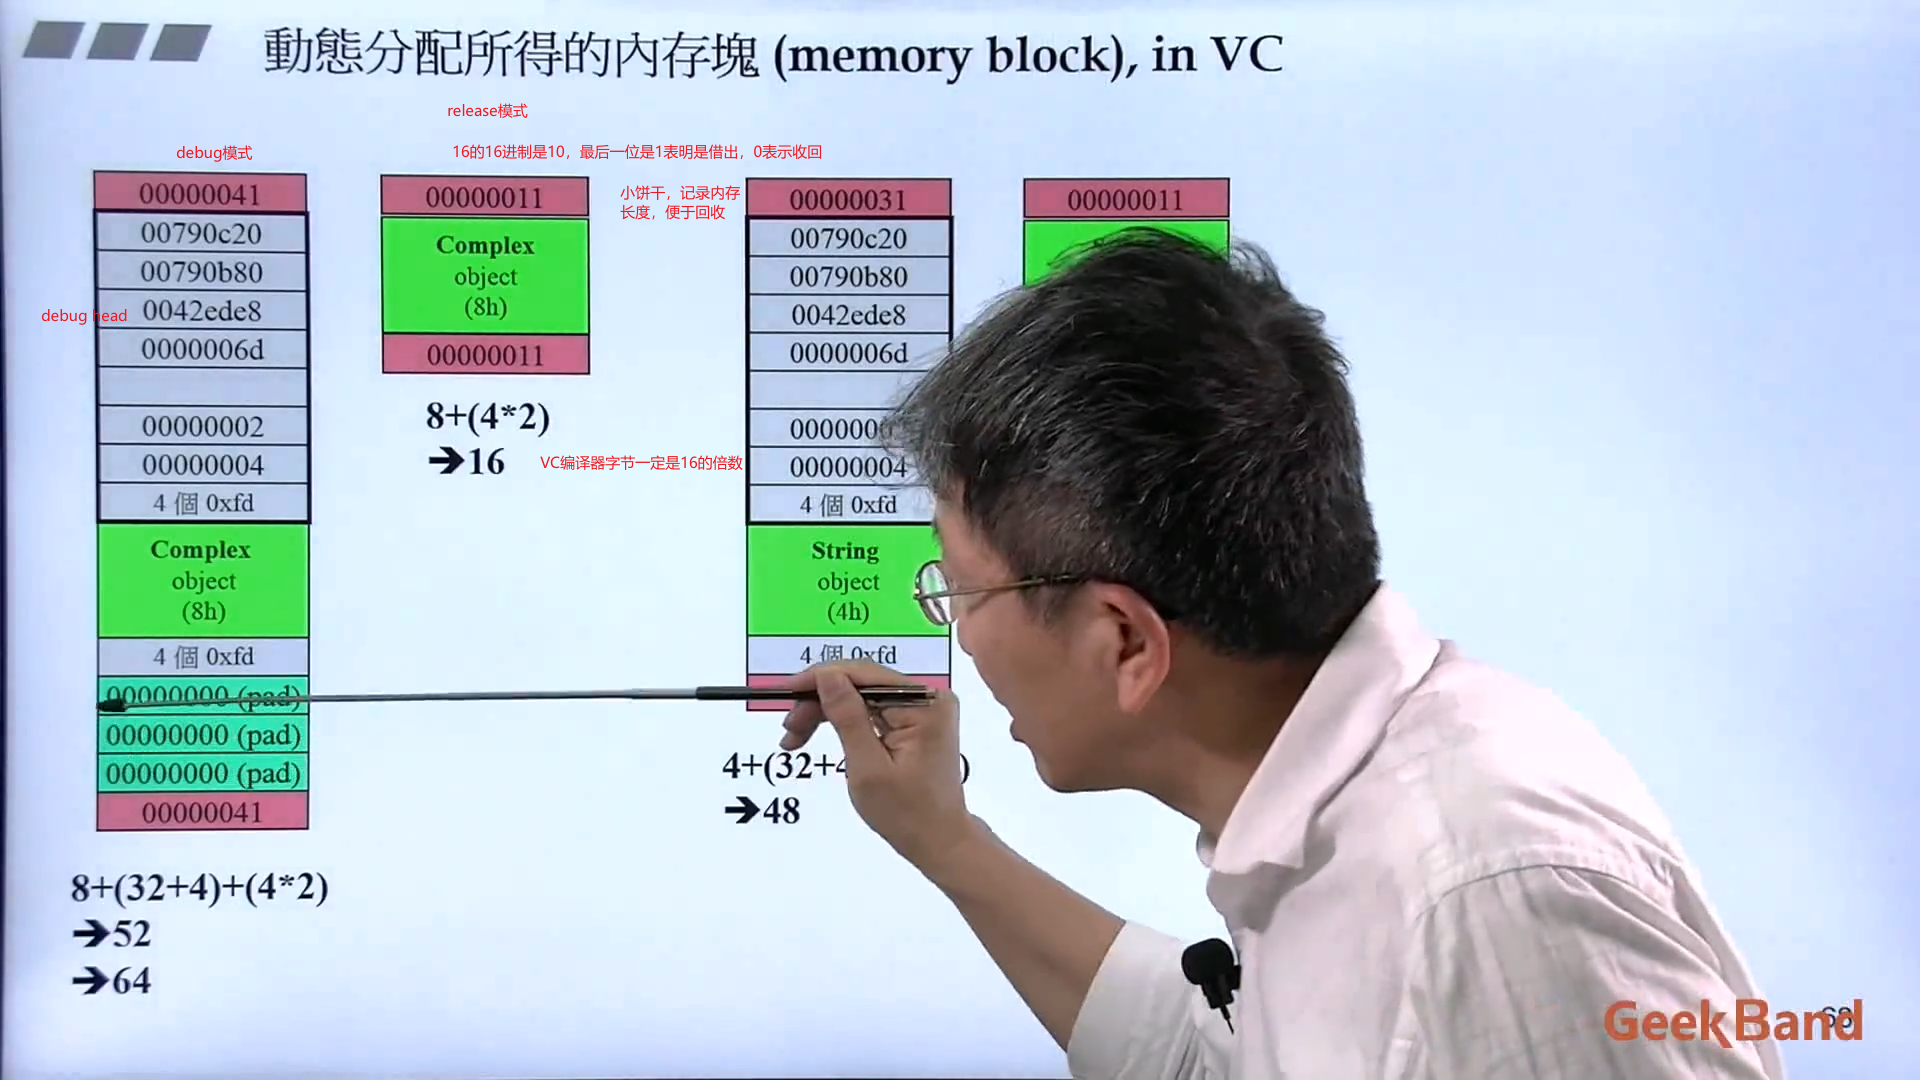 動態分配所得的內存塊 (memory block), in VC
release模式
debug模式
16的16进制是10，最后一位是1表明是借出，0表示收回
小饼干，记录内存
长度，便于回收
debug head
VC编译器字节一定是16的倍数
00000041
00790c20
00790b80
0042ede8
0000006d
00000002
00000004
4 個 0xfd
Complex
object
(8h)
4 個 0xfd
00000000 (pad)
00000000 (pad)
00000000 (pad)
00000041
8+(32+4)+(4*2)
➔52
➔64
00000011
Complex
object
(8h)
00000011
8+(4*2)
➔16
00000031
00790c20
00790b80
0042ede8
0000006d
00000004
4 個 0xfd
String
object
(4h)
4 個 0xfd
4+(32+4
)
➔48
00000011
GeekBand